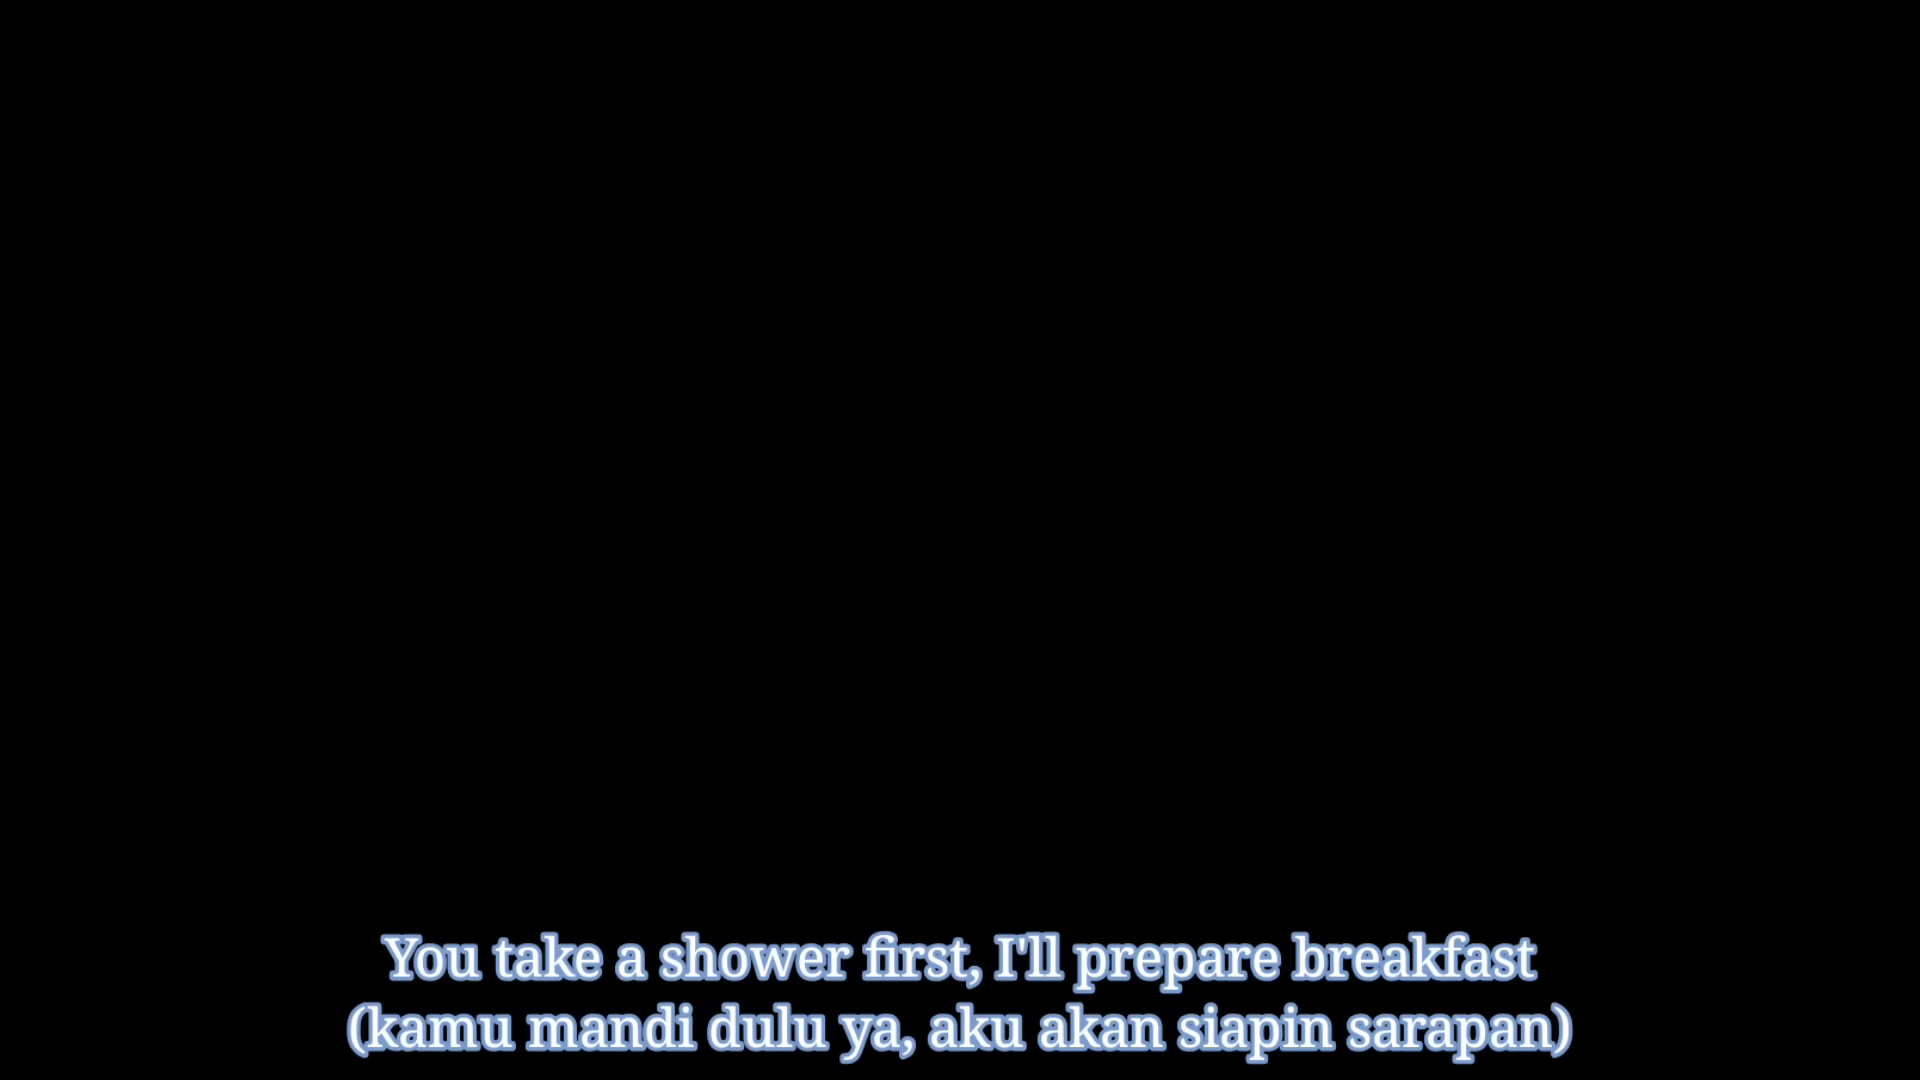 You take a shower first, I'll prepare breakfast
(kamu mandi dulu ya, aku akan siapin sarapan)